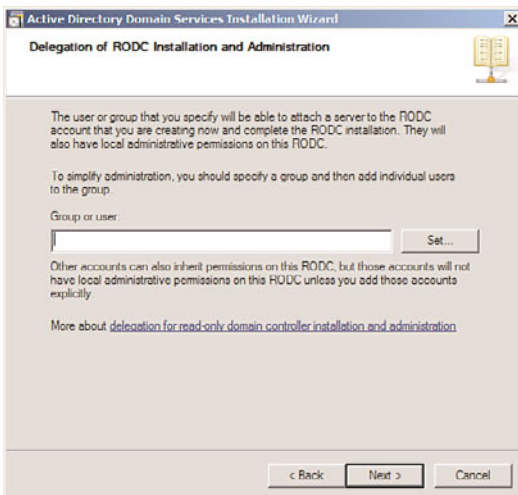 Active Directory Domain Services Installation Wizard
Delegation of RODC Installation and Administration
The user or group that you specify will be able to attach a server to the RODC
account that you are creating now and complete the RODC installation. They will
also have local administrative permissions on this RODC.
To simplify administration, you should specify a group and then add individual users
to the group.
Group or user:
Set...
Other accounts can also inherit permissions on this RODC, but those accounts will not
have local administrative permissions on this RODC unless you add those accounts
explicitly.
More about delegation for read-only domain controller installation and administration
< Back
Next >
Cancel